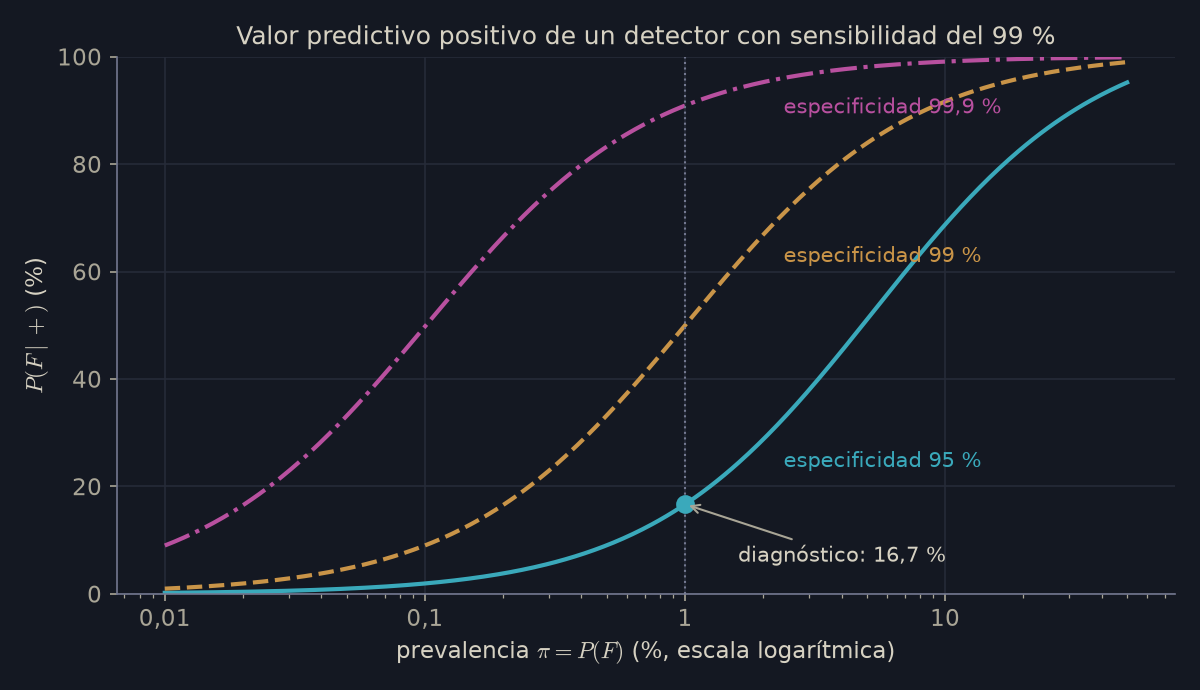 Valor predictivo positivo de un detector con sensibilidad del 99 %
100
80
60
40
20
0
P(F | +) (%)
especificidad 99,9 %
especificidad 99 %
especificidad 95 %
diagnóstico: 16,7 %
0,01
0,1
1
10
prevalencia π = P(F) (%, escala logarítmica)